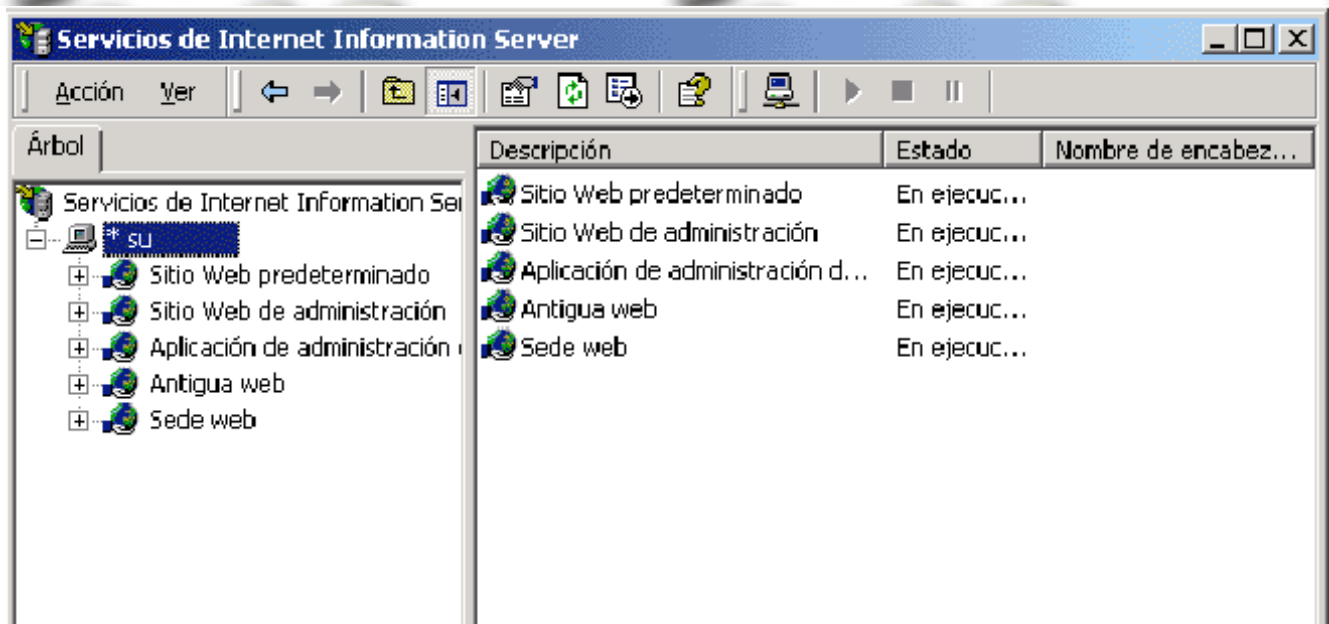 Servicios de Internet Information Server
Acción Ver
Árbol
Servicios de Internet Information Ser
* su
Sitio Web predeterminado
Sitio Web de administración
Aplicación de administración
Antigua web
Sede web
Descripción Estado Nombre de encabez...
Sitio Web predeterminado En ejecuc...
Sitio Web de administración En ejecuc...
Aplicación de administración d... En ejecuc...
Antigua web En ejecuc...
Sede web En ejecuc...